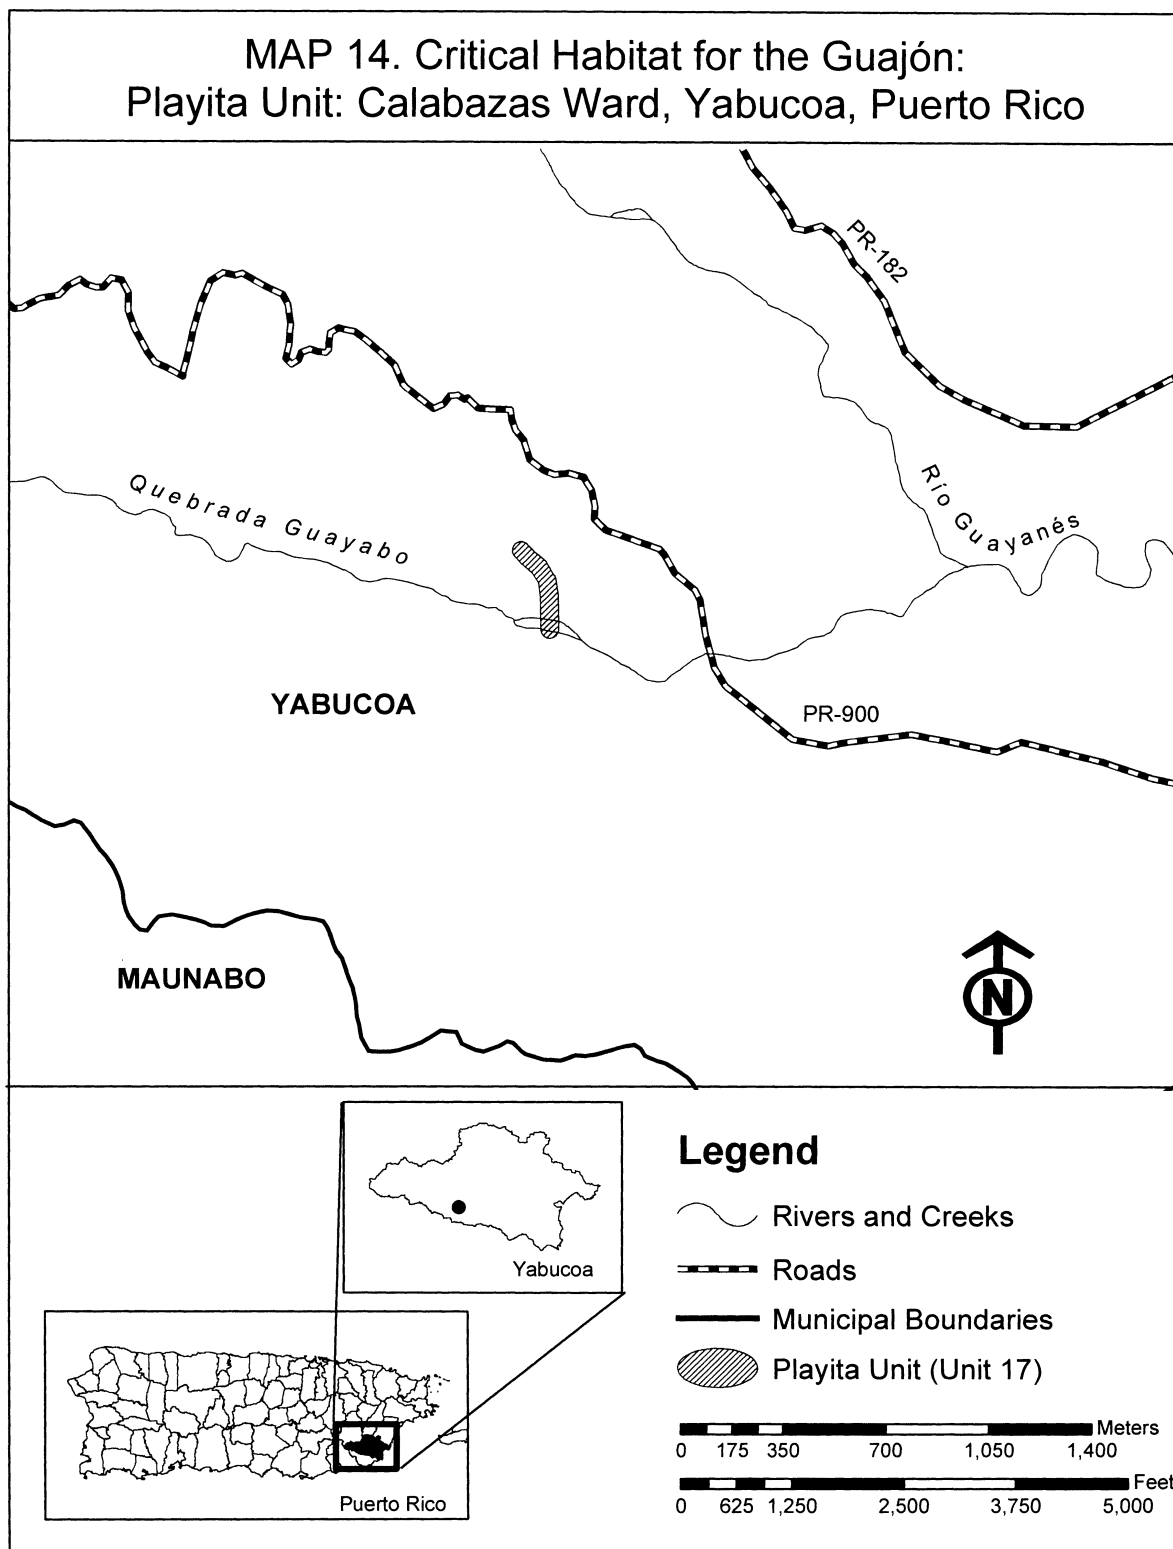 MAP 14. Critical Habitat for the Guajón:
Playita Unit: Calabazas Ward, Yabucoa, Puerto Rico
PR-182
Quebrada Guayabo
Río Guayanés
YABUCOA
PR-900
MAUNABO
N
Yabucoa
Puerto Rico
Legend
Rivers and Creeks
Roads
Municipal Boundaries
Playita Unit (Unit 17)
Meters
0 175 350 700 1,050 1,400
Feet
0 625 1,250 2,500 3,750 5,000